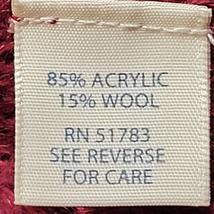 85% ACRYLIC
15% WOOL
RN 51783
SEE REVERSE
FOR CARE